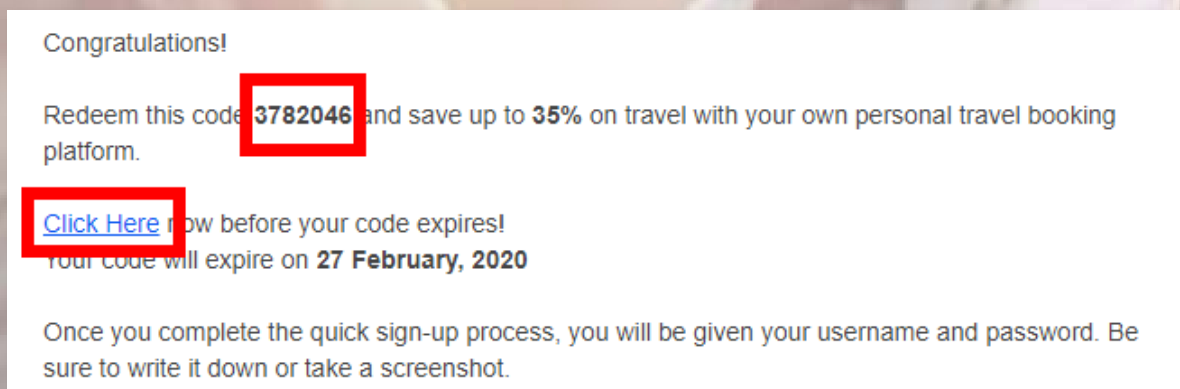 Congratulations!
Redeem this code 3782046 and save up to 35% on travel with your own personal travel booking
platform.
Click Here now before your code expires!
Your code will expire on 27 February, 2020
Once you complete the quick sign-up process, you will be given your username and password. Be
sure to write it down or take a screenshot.